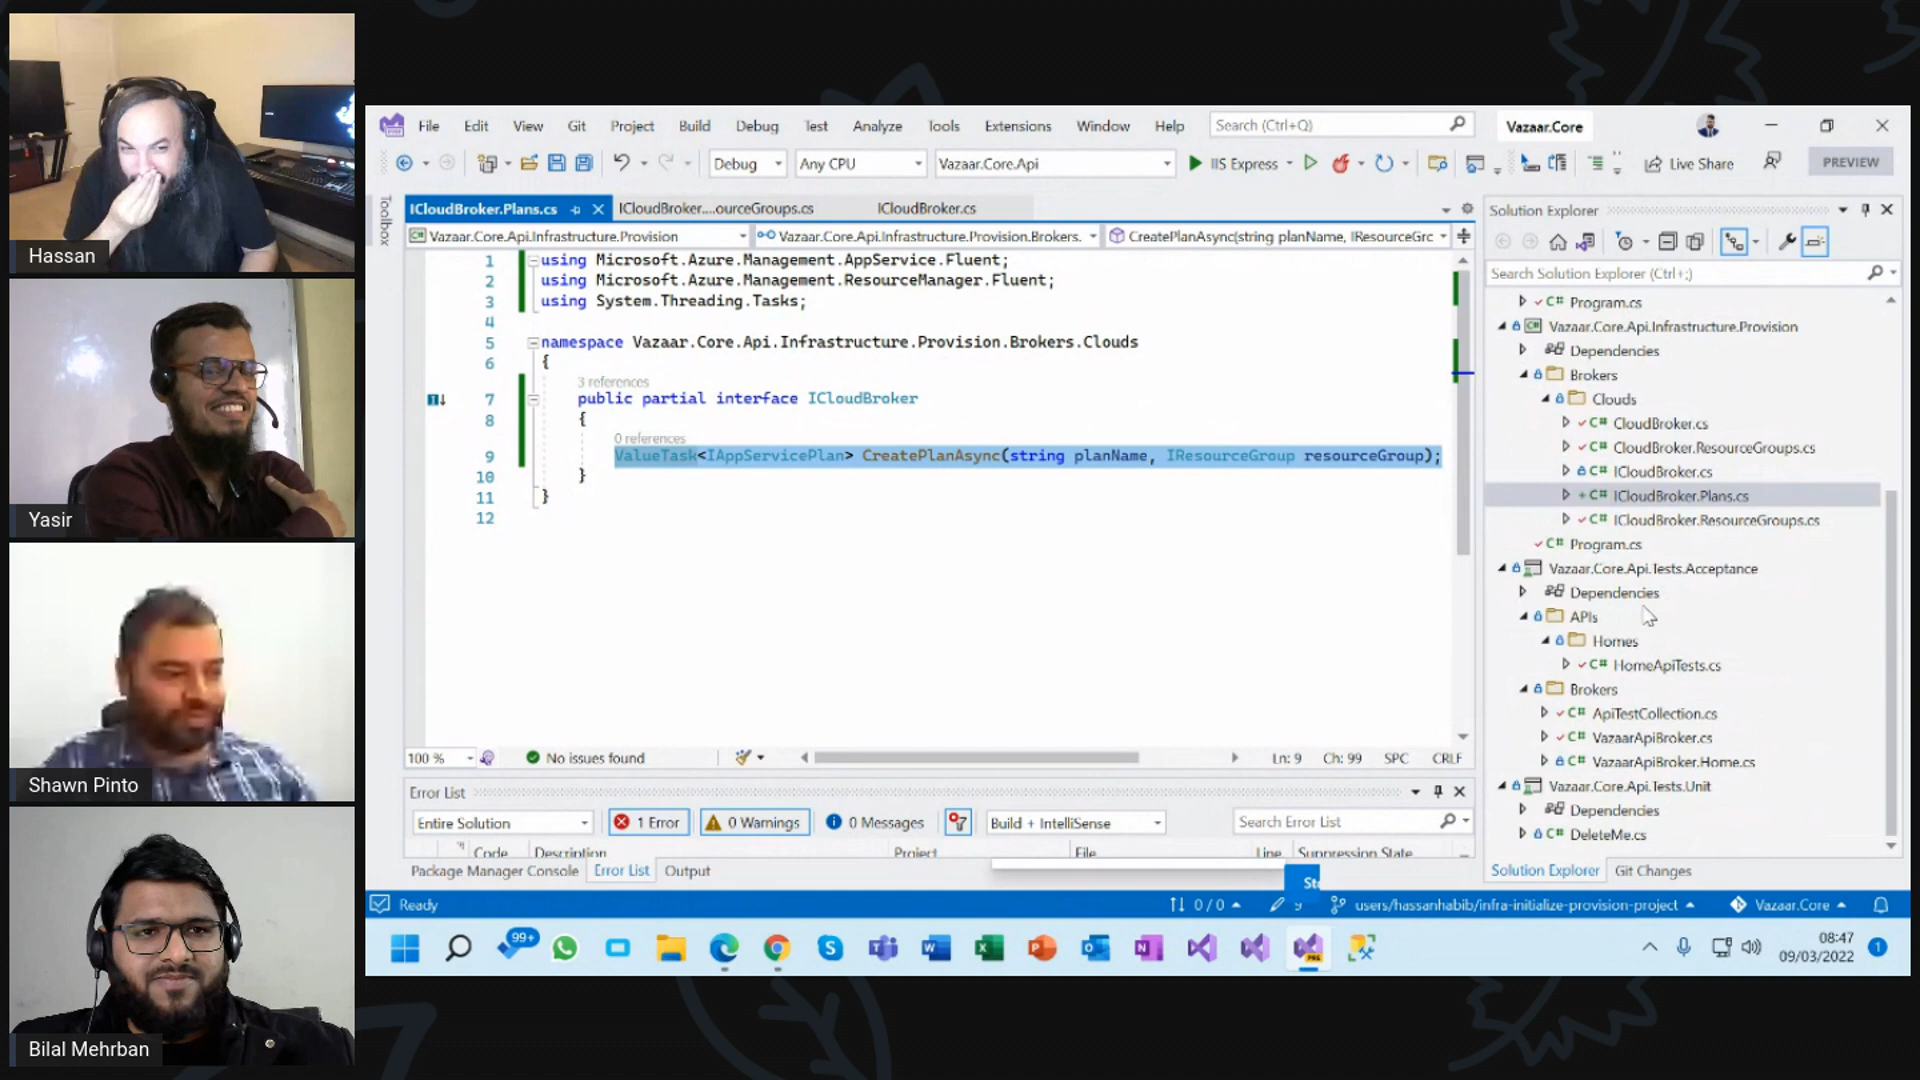 Hassan
Yasir
Shawn Pinto
Bilal Mehrban
File Edit View Git Project Build Debug Test Analyze Tools Extensions Window Help Search (Ctrl+Q) Vazaar.Core
Debug Any CPU Vazaar.Core.Api IIS Express Live Share PREVIEW
Toolbox
ICloudBroker.Plans.cs ICloudBroker....ourceGroups.cs ICloudBroker.cs
Vazaar.Core.Api.Infrastructure.Provision Vazaar.Core.Api.Infrastructure.Provision.Brokers. CreatePlanAsync(string planName, IResourceGrc
1 using Microsoft.Azure.Management.AppService.Fluent;
2 using Microsoft.Azure.Management.ResourceManager.Fluent;
3 using System.Threading.Tasks;
4
5 namespace Vazaar.Core.Api.Infrastructure.Provision.Brokers.Clouds
6 {
3 references
7 public partial interface ICloudBroker
8 {
0 references
9 ValueTask<IAppServicePlan> CreatePlanAsync(string planName, IResourceGroup resourceGroup);
10 }
11 }
12
100 % No issues found Ln: 9 Ch: 99 SPC CRLF
Error List
Entire Solution 1 Error 0 Warnings 0 Messages Build + IntelliSense Search Error List
Code Description Project File Line Suppression State
Package Manager Console Error List Output
Solution Explorer
Search Solution Explorer (Ctrl+;)
C# Program.cs
Vazaar.Core.Api.Infrastructure.Provision
Dependencies
Brokers
Clouds
C# CloudBroker.cs
C# CloudBroker.ResourceGroups.cs
C# ICloudBroker.cs
C# ICloudBroker.Plans.cs
C# ICloudBroker.ResourceGroups.cs
C# Program.cs
Vazaar.Core.Api.Tests.Acceptance
Dependencies
APIs
Homes
C# HomeApiTests.cs
Brokers
C# ApiTestCollection.cs
C# VazaarApiBroker.cs
C# VazaarApiBroker.Home.cs
Vazaar.Core.Api.Tests.Unit
Dependencies
C# DeleteMe.cs
Solution Explorer Git Changes
Ready 0 / 0 9 users/hassanhabib/infra-initialize-provision-project Vazaar.Core
99+
08:47
09/03/2022
1